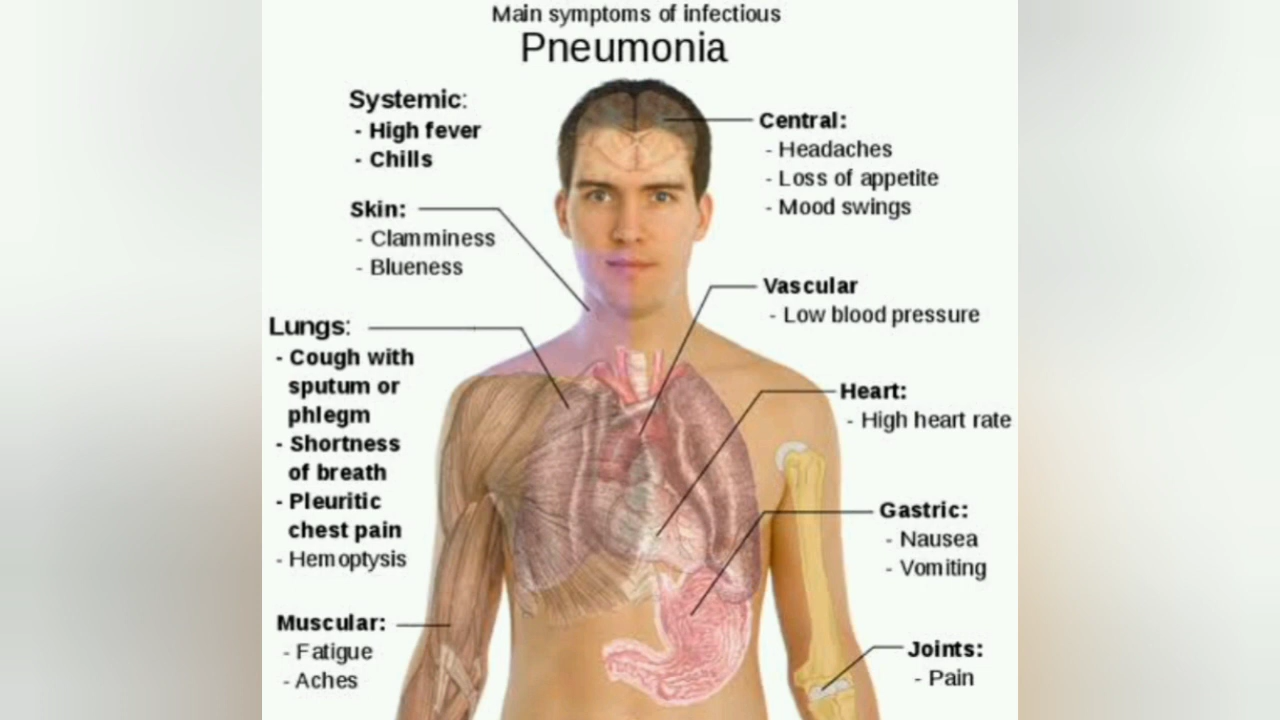 Main symptoms of infectious
Pneumonia
Systemic:
- High fever
- Chills
Skin:
- Clamminess
- Blueness
Lungs:
- Cough with
sputum or
phlegm
- Shortness
of breath
- Pleuritic
chest pain
- Hemoptysis
Muscular:
- Fatigue
- Aches
Central:
- Headaches
- Loss of appetite
- Mood swings
Vascular
- Low blood pressure
Heart:
- High heart rate
Gastric:
- Nausea
- Vomiting
Joints:
- Pain